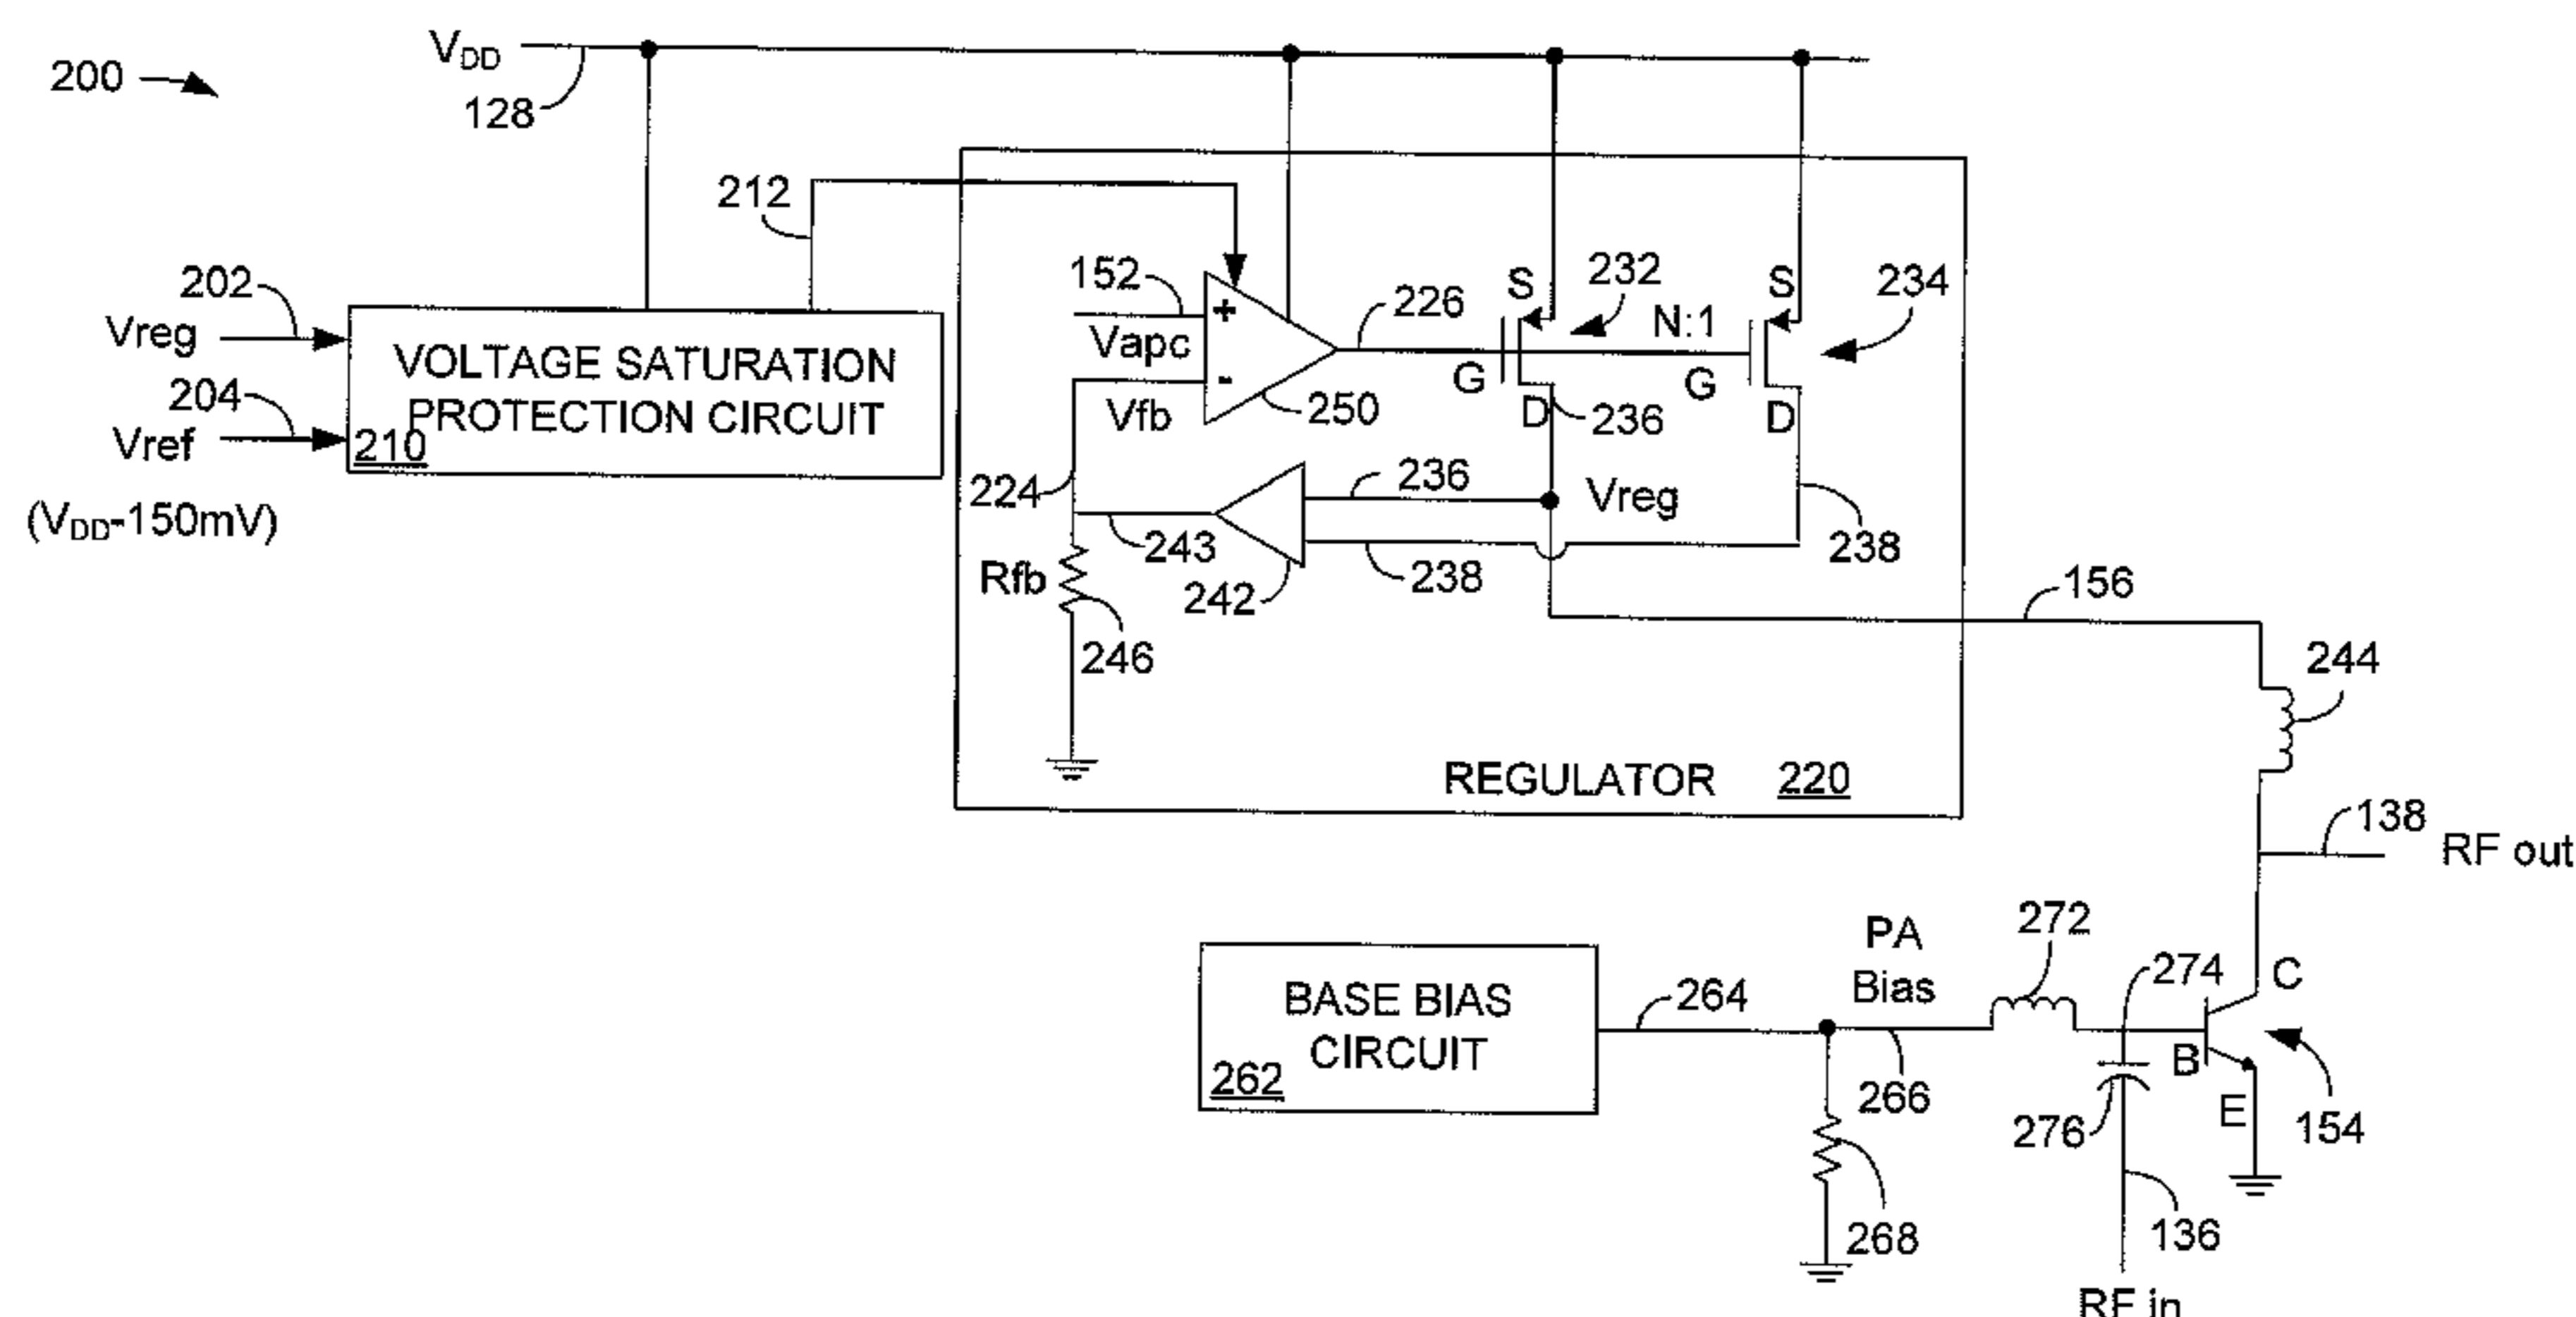 200
V_DD
128
212
202
Vreg
204
Vref
(V_DD-150mV)
VOLTAGE SATURATION
PROTECTION CIRCUIT
210
152
+
Vapc
-
Vfb
250
226
S
232
N:1
S
234
G
D
236
G
D
224
243
236
Vreg
238
238
242
Rfb
246
156
244
REGULATOR 220
138
RF out
BASE BIAS
CIRCUIT
262
264
PA
Bias
272
274
C
266
B
276
E
154
268
136
RF in